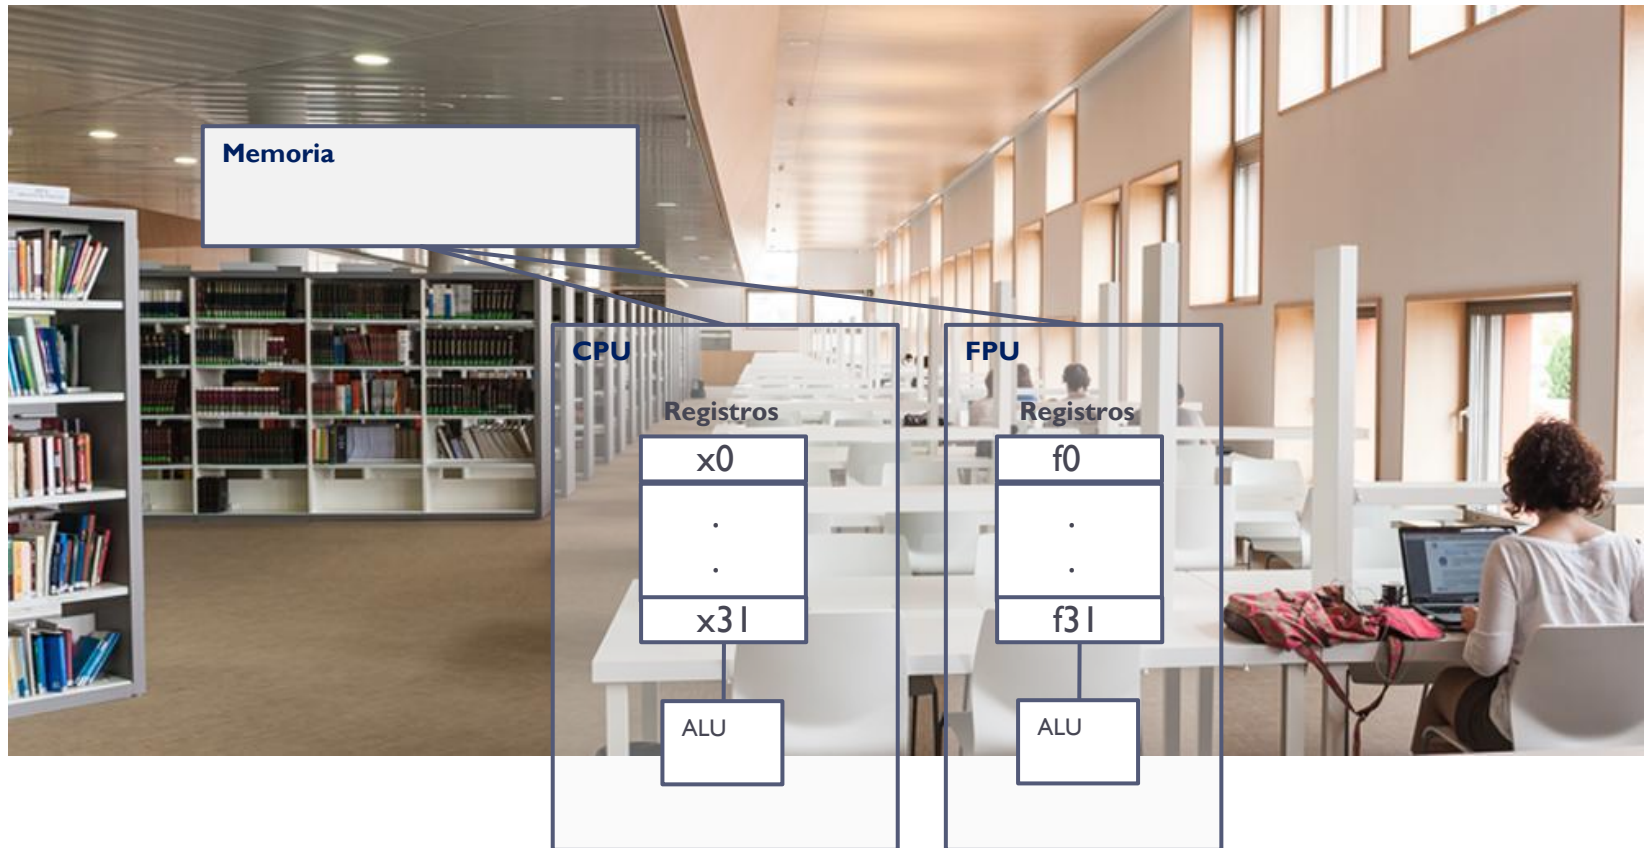 Memoria
CPU
Registros
x0
.
.
x31
ALU
FPU
Registros
f0
.
.
f31
ALU